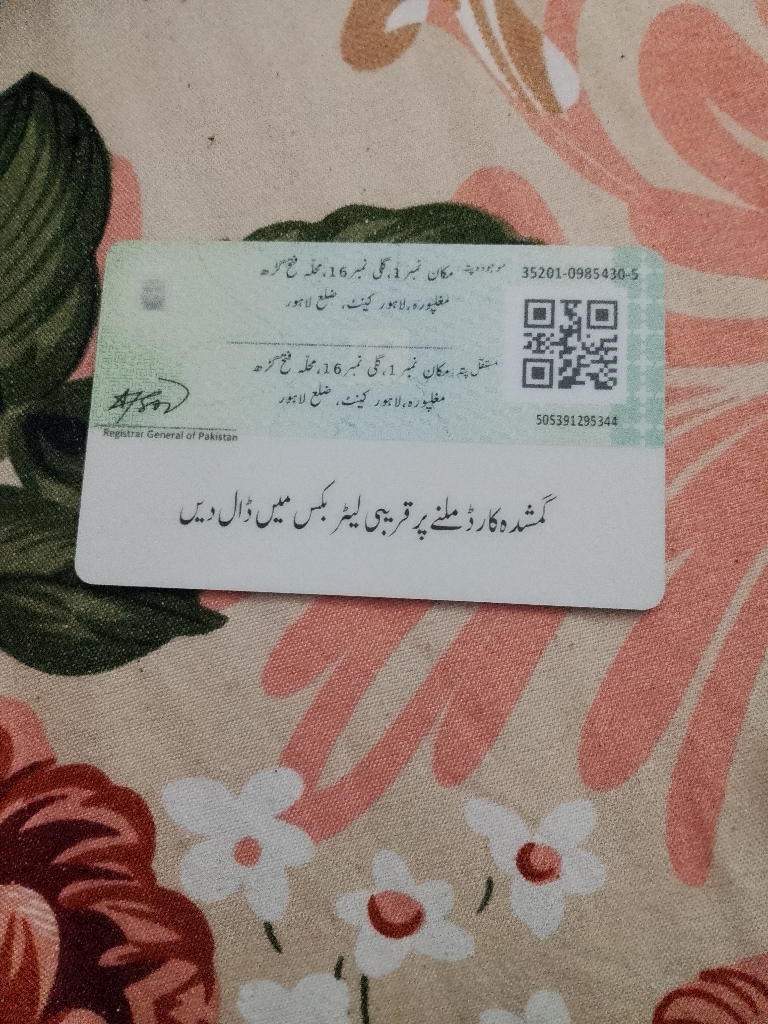 35201-0985430-5
موجودہ پتہ مکان نمبر 1، گلی نمبر 16، محلہ فتح گڑھ
مغلپورہ، لاہور کینٹ، ضلع لاہور
مستقل پتہ مکان نمبر 1، گلی نمبر 16، محلہ فتح گڑھ
مغلپورہ، لاہور کینٹ، ضلع لاہور
505391295344
Registrar General of Pakistan
گمشدہ کارڈ ملنے پر قریبی لیٹر بکس میں ڈال دیں